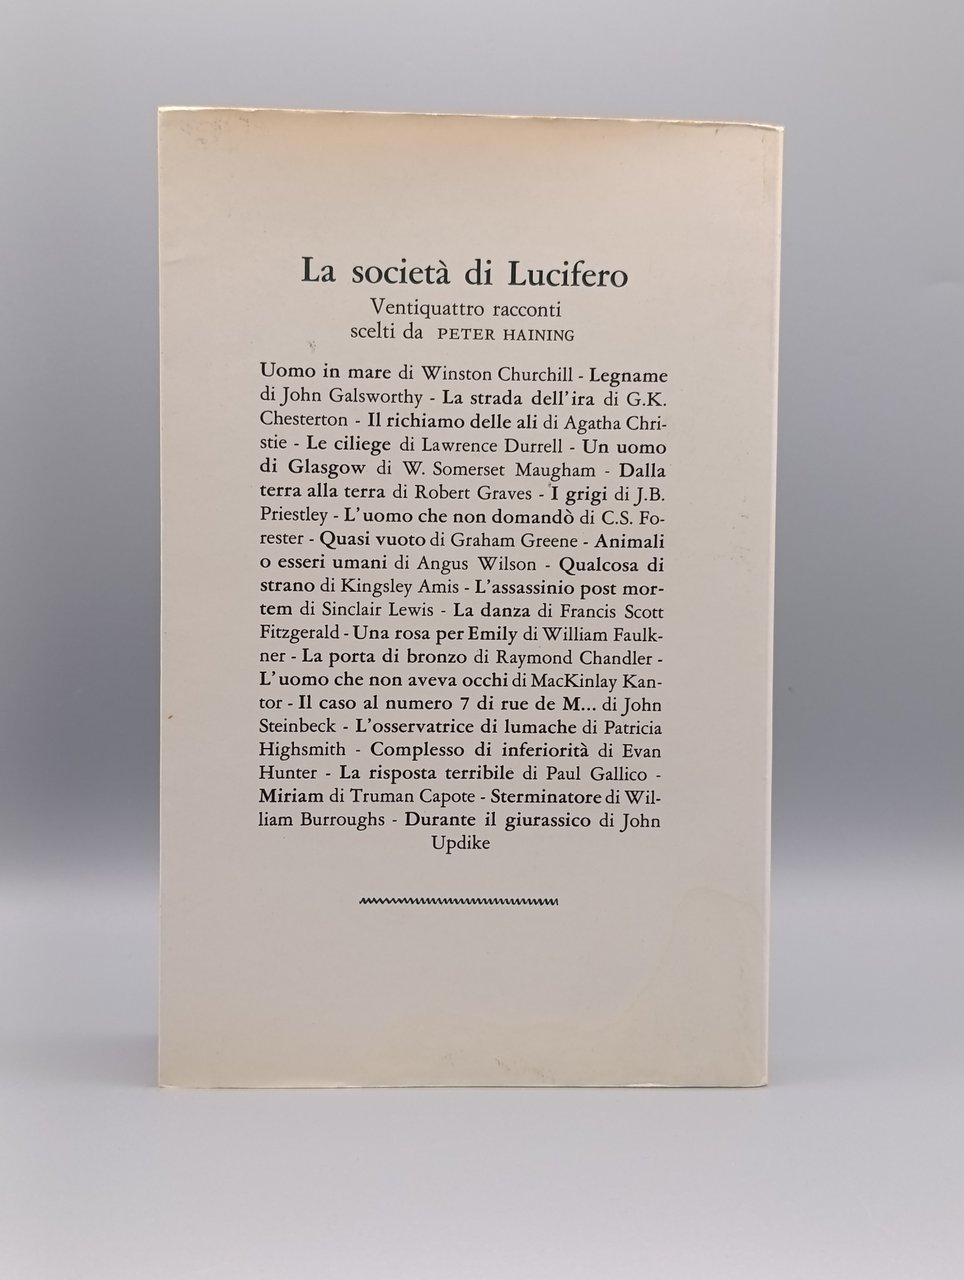 La società di Lucifero
Ventiquattro racconti
scelti da PETER HAINING
Uomo in mare di Winston Churchill - Legname
di John Galsworthy - La strada dell'ira di G.K.
Chesterton - Il richiamo delle ali di Agatha Chri-
stie - Le ciliege di Lawrence Durrell - Un uomo
di Glasgow di W. Somerset Maugham - Dalla
terra alla terra di Robert Graves - I grigi di J.B.
Priestley - L'uomo che non domandò di C.S. Fo-
rester - Quasi vuoto di Graham Greene - Animali
o esseri umani di Angus Wilson - Qualcosa di
strano di Kingsley Amis - L'assassinio post mor-
tem di Sinclair Lewis - La danza di Francis Scott
Fitzgerald - Una rosa per Emily di William Faulk-
ner - La porta di bronzo di Raymond Chandler -
L'uomo che non aveva occhi di MacKinlay Kan-
tor - Il caso al numero 7 di rue de M... di John
Steinbeck - L'osservatrice di lumache di Patricia
Highsmith - Complesso di inferiorità di Evan
Hunter - La risposta terribile di Paul Gallico -
Miriam di Truman Capote - Sterminatore di Wil-
liam Burroughs - Durante il giurassico di John
Updike